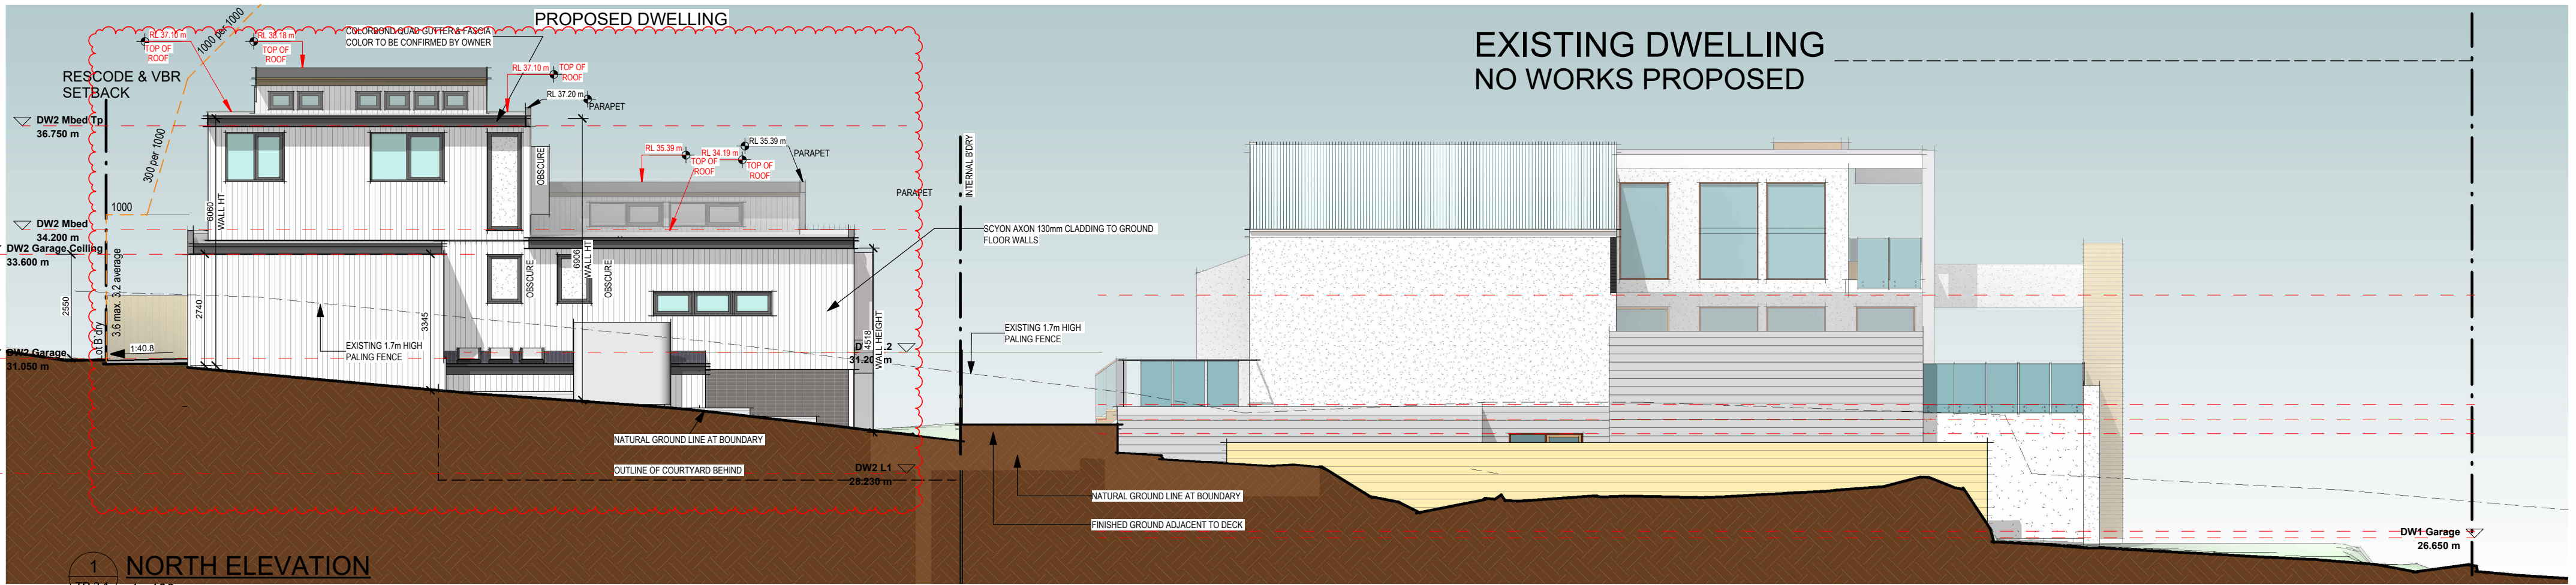 PROPOSED DWELLING
EXISTING DWELLING
NO WORKS PROPOSED
RL 37.10 m
TOP OF
ROOF
RL 38.18 m
TOP OF
ROOF
1000 per 1000
COLORBOND QUAD GUTTER & FASCIA
COLOR TO BE CONFIRMED BY OWNER
RL 37.10 m
TOP OF
ROOF
RL 37.20 m
PARAPET
RESCODE & VBR
SETBACK
DW2 Mbed Tp
36.750 m
300 per 1000
1000
DW2 Mbed
34.200 m
DW2 Garage Ceiling
33.600 m
6060
WALL HT
OBSCURE
RL 35.39 m
TOP OF
ROOF
RL 34.19 m
TOP OF
ROOF
RL 35.39 m
PARAPET
PARAPET
INTERNAL B'DRY
SCYON AXON 130mm CLADDING TO GROUND
FLOOR WALLS
2550
3.6 max. 3.2 average
2740
3345
OBSCURE
6906
WALL HT
OBSCURE
4518
WALL HEIGHT
1:40.8
EXISTING 1.7m HIGH
PALING FENCE
EXISTING 1.7m HIGH
PALING FENCE
DW2 Garage
31.050 m
NATURAL GROUND LINE AT BOUNDARY
OUTLINE OF COURTYARD BEHIND
DW2 L1
28.230 m
NATURAL GROUND LINE AT BOUNDARY
FINISHED GROUND ADJACENT TO DECK
DW1 Garage
26.650 m
1
NORTH ELEVATION